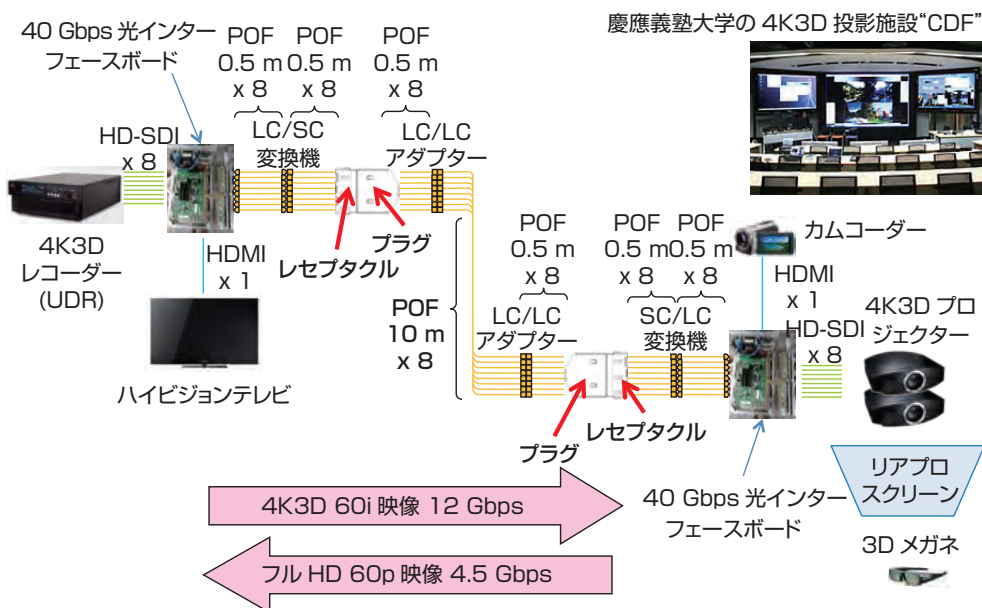 慶應義塾大学の 4K3D 投影施設“CDF”
40 Gbps 光インター
フェースボード
POF
0.5 m
x 8
POF
0.5 m
x 8
POF
0.5 m
x 8
LC/SC
変換機
LC/LC
アダプター
HD-SDI
x 8
4K3D
レコーダー
(UDR)
HDMI
x 1
ハイビジョンテレビ
レセプタクル
プラグ
POF
10 m
x 8
POF
0.5 m
x 8
LC/LC
アダプター
POF
0.5 m
x 8
POF
0.5 m
x 8
SC/LC
変換機
カムコーダー
HDMI
x 1
HD-SDI
x 8
4K3D プロ
ジェクター
プラグ
レセプタクル
40 Gbps 光インター
フェースボード
リアプロ
スクリーン
3D メガネ
4K3D 60i 映像 12 Gbps
フル HD 60p 映像 4.5 Gbps